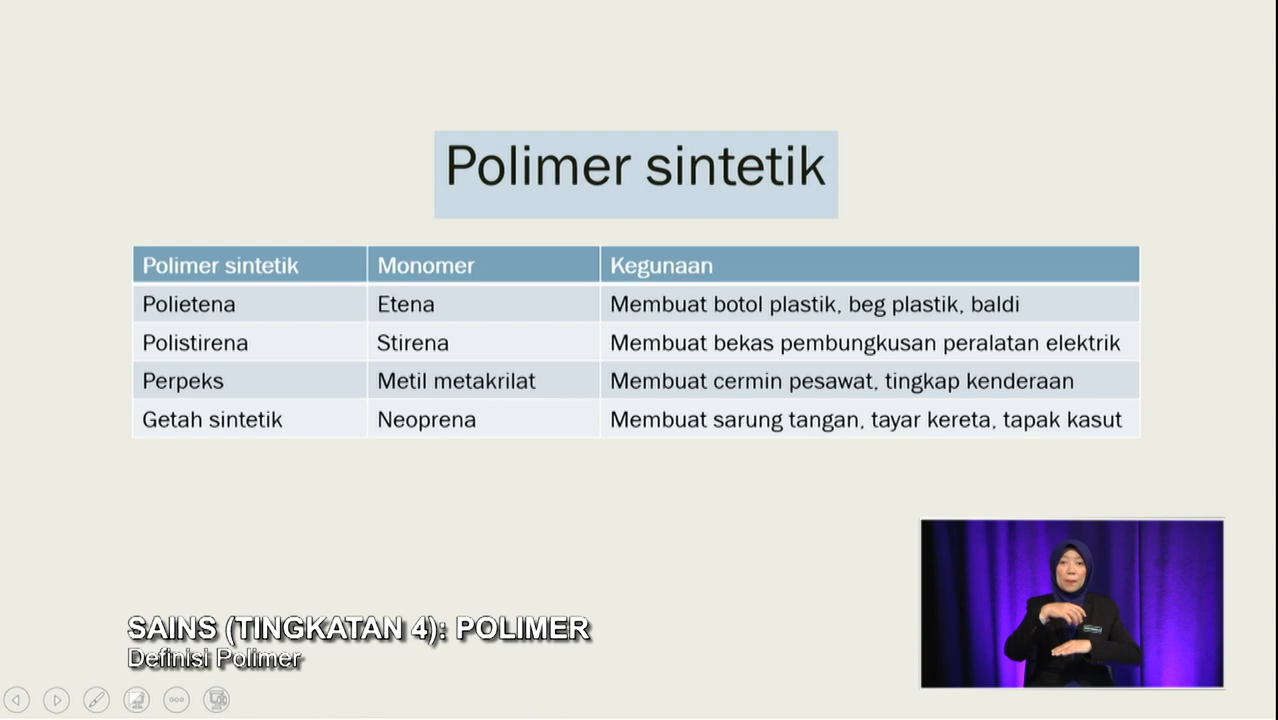 Polimer sintetik
Polimer sintetik Monomer Kegunaan
Polietena Etena Membuat botol plastik, beg plastik, baldi
Polistirena Stirena Membuat bekas pembungkusan peralatan elektrik
Perpeks Metil metakrilat Membuat cermin pesawat, tingkap kenderaan
Getah sintetik Neoprena Membuat sarung tangan, tayar kereta, tapak kasut
SAINS (TINGKATAN 4): POLIMER
Definisi Polimer